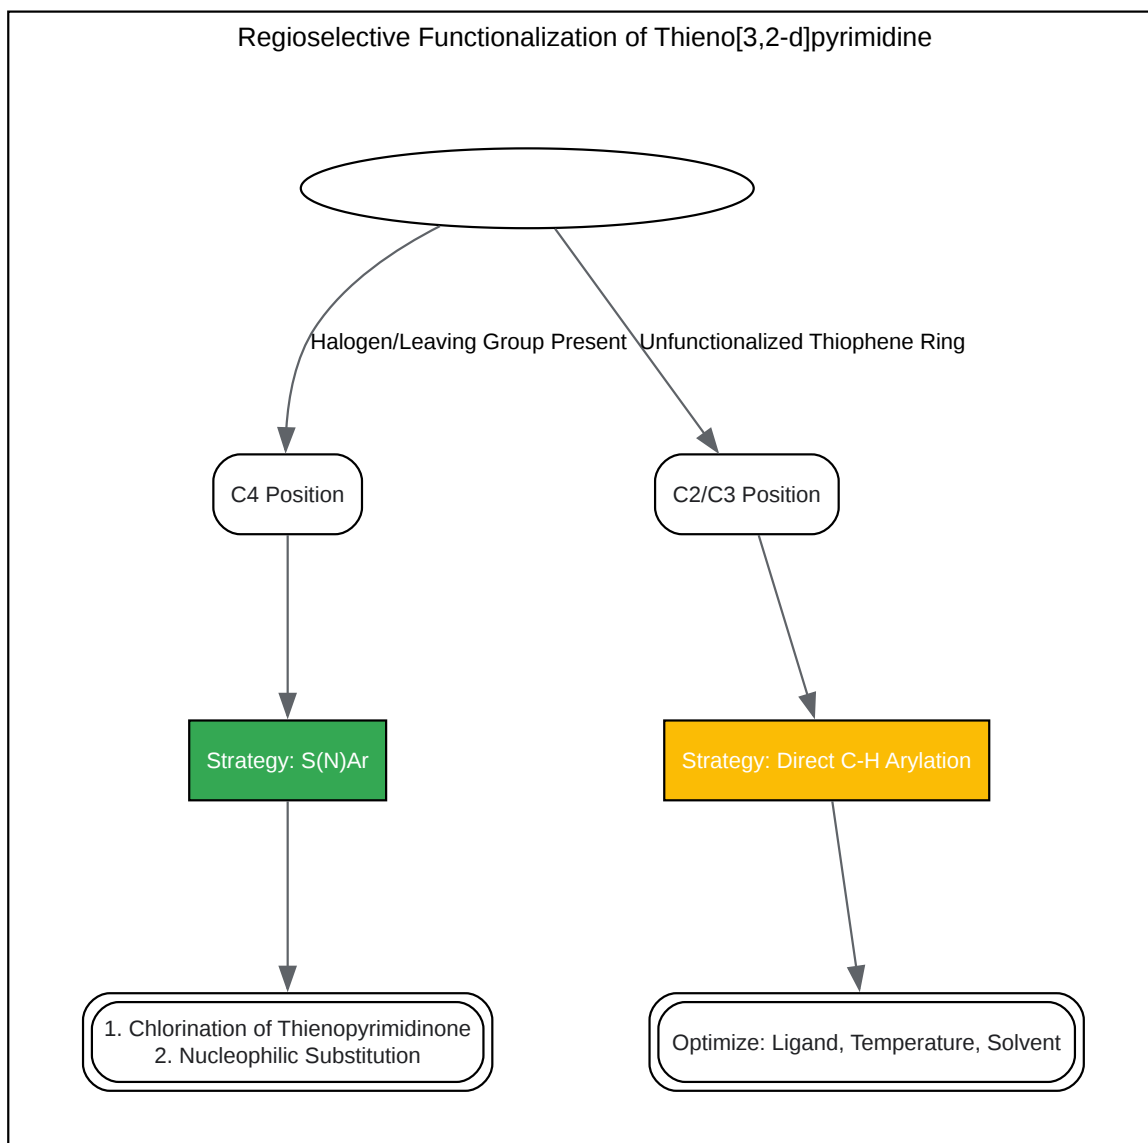 Regioselective Functionalization of Thieno[3,2-d]pyrimidine
Halogen/Leaving Group Present
Unfunctionalized Thiophene Ring
C4 Position
C2/C3 Position
Strategy: S(N)Ar
Strategy: Direct C-H Arylation
1. Chlorination of Thienopyrimidinone
2. Nucleophilic Substitution
Optimize: Ligand, Temperature, Solvent